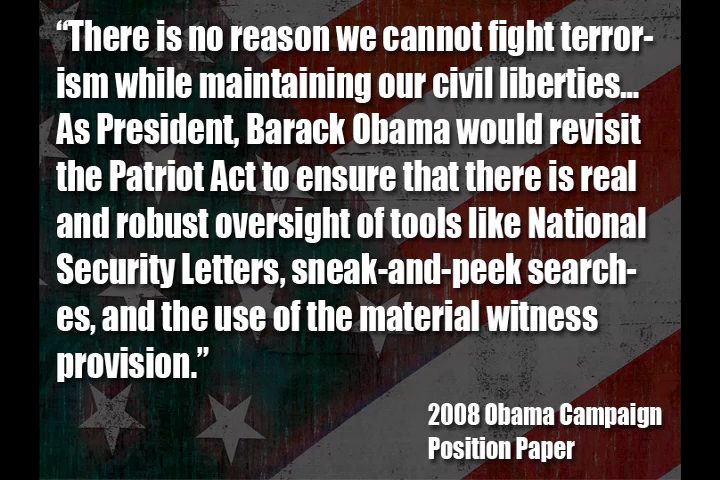 “There is no reason we cannot fight terror-
ism while maintaining our civil liberties...
As President, Barack Obama would revisit
the Patriot Act to ensure that there is real
and robust oversight of tools like National
Security Letters, sneak-and-peek search-
es, and the use of the material witness
provision.”
2008 Obama Campaign
Position Paper